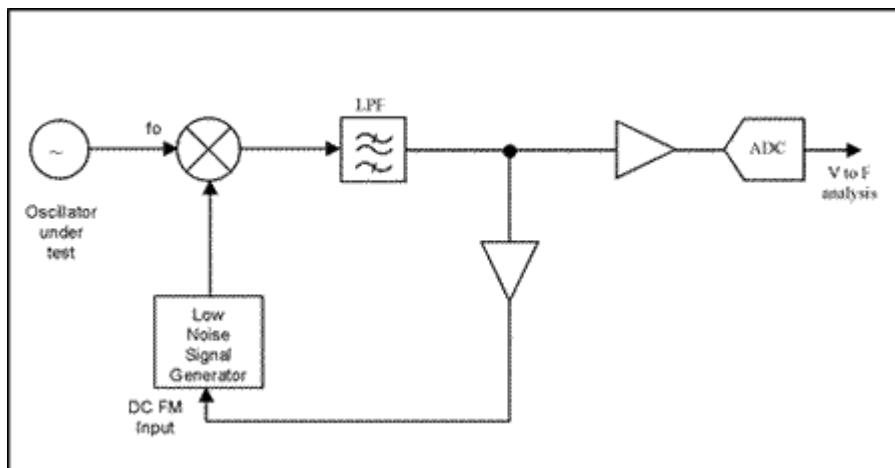 LPF
fo
ADC
~
V to F
analysis
Oscillator
under
test
Low
Noise
Signal
Generator
DC FM
Input